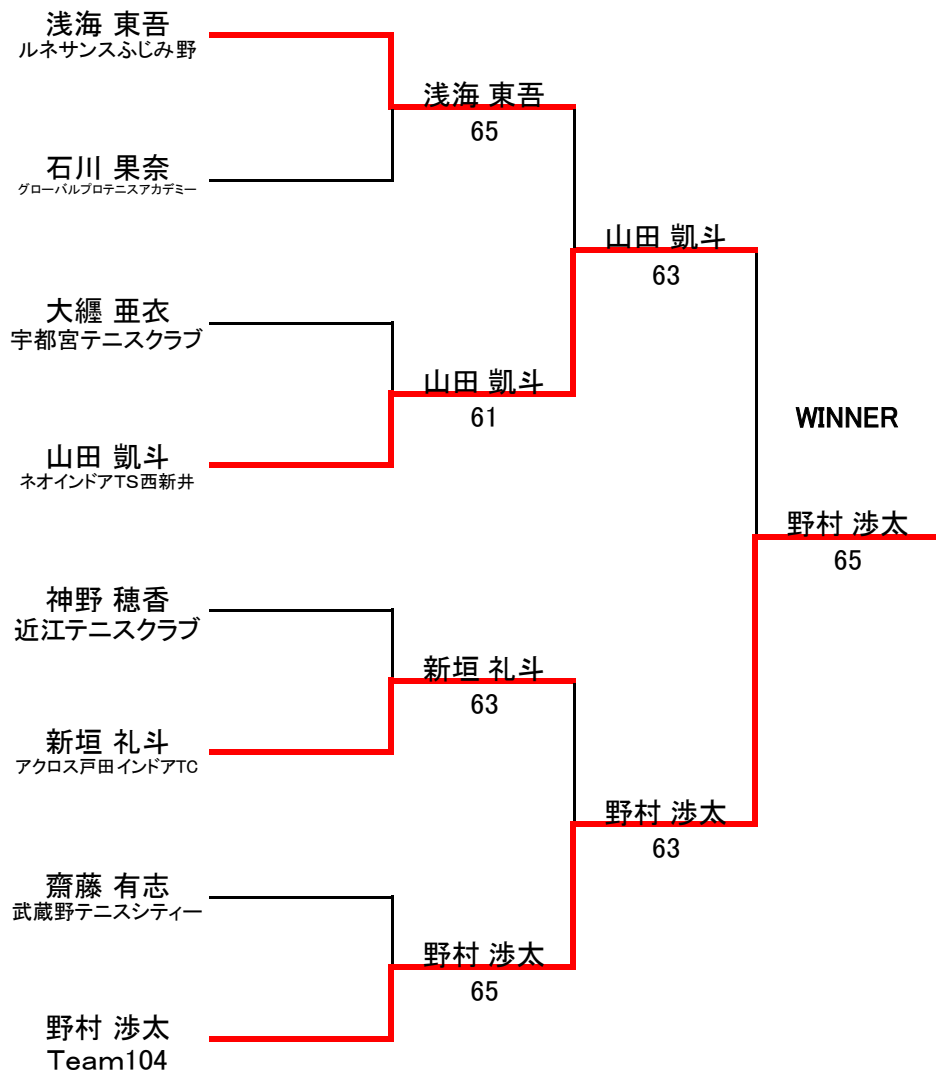 浅海 東吾
ルネサンスふじみ野
浅海 東吾
65
石川 果奈
グローバルプロテニスアカデミー
山田 凱斗
63
大纒 亜衣
宇都宮テニスクラブ
山田 凱斗
61
WINNER
山田 凱斗
ネオインドアTS西新井
野村 渉太
65
神野 穂香
近江テニスクラブ
新垣 礼斗
63
新垣 礼斗
アクロス戸田インドアTC
野村 渉太
63
齋藤 有志
武蔵野テニスシティー
野村 渉太
65
野村 渉太
Team104